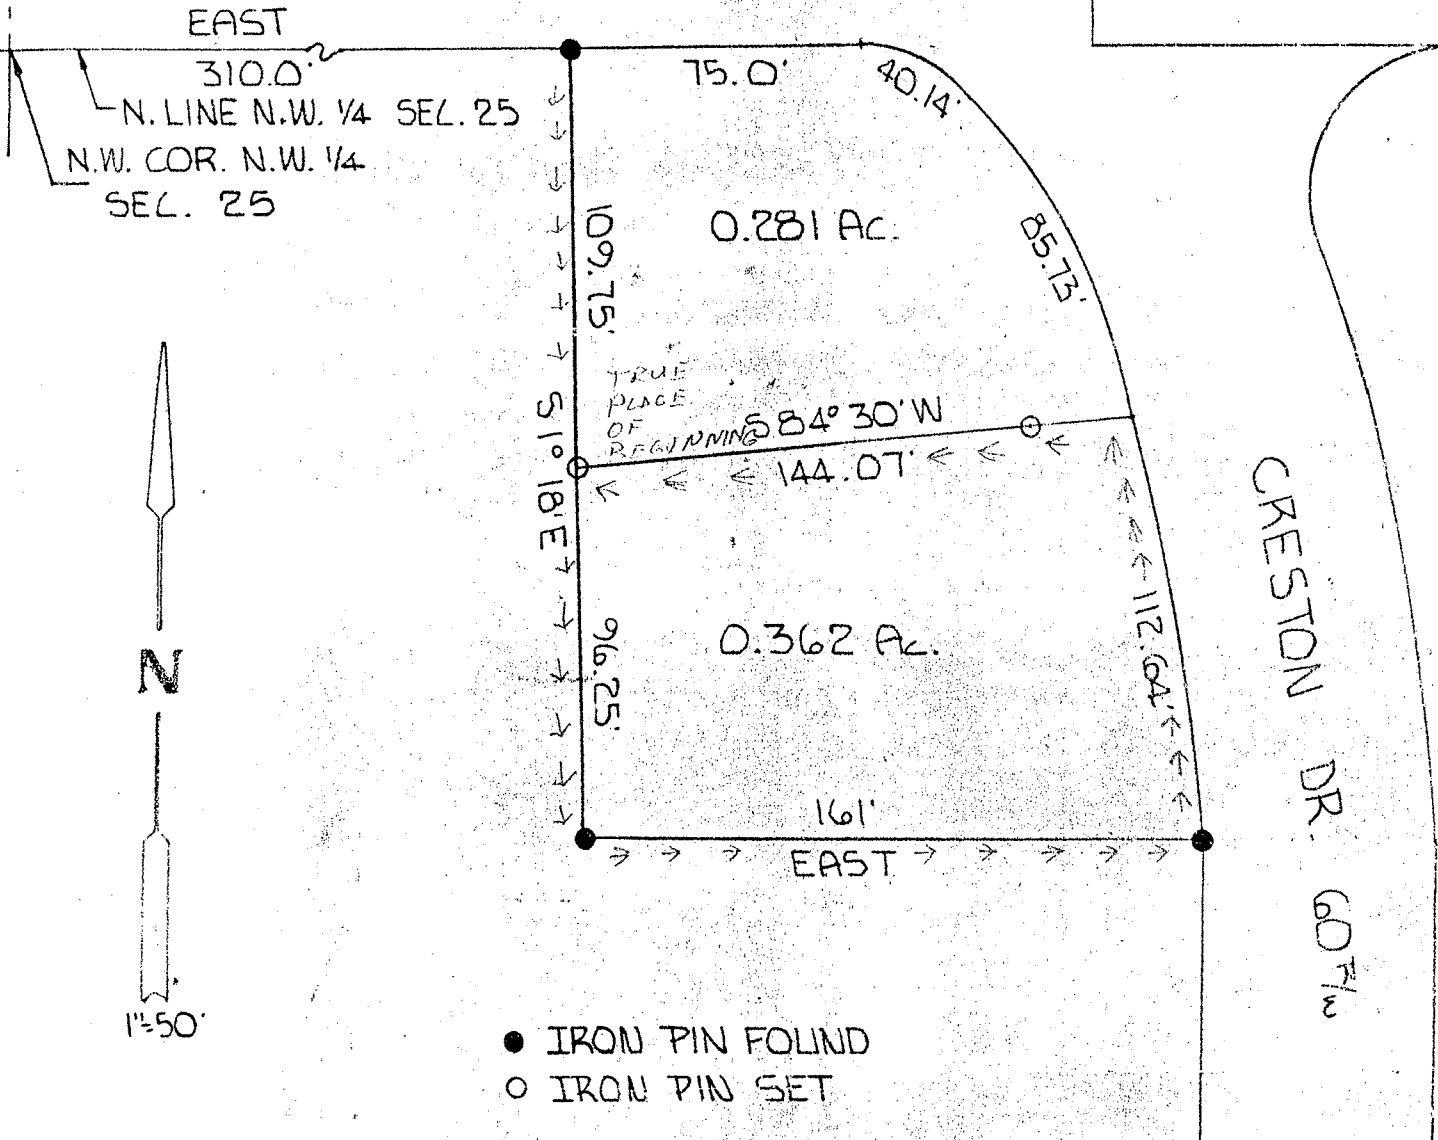 EAST
310.0'
N. LINE N.W. 1/4 SEC. 25
N.W. COR. N.W. 1/4
SEC. 25
75.0'
40.14'
85.73'
0.281 Ac.
109.75'
S 1° 18' E
TRUE
PLACE
OF
BEGINNING
S 84° 30' W
144.07'
96.25'
0.362 Ac.
112.64'
161'
EAST
CRESTON DR.
N
1"=50'
● IRON PIN FOUND
○ IRON PIN SET